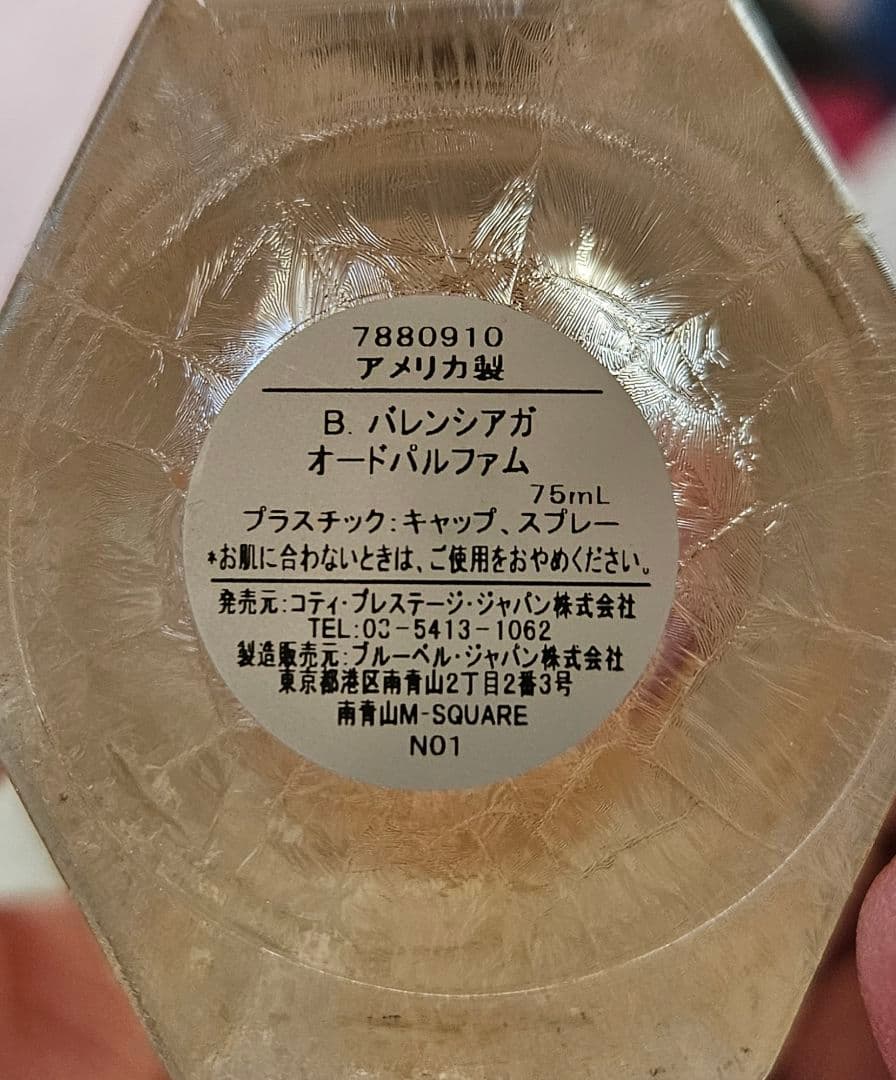 7880910
アメリカ製
B. バレンシアガ
オードパルファム
75mL
プラスチック:キャップ、スプレー
*お肌に合わないときは、ご使用をおやめください。
発売元:コティ・プレステージ・ジャパン株式会社
TEL:03-5413-1062
製造販売元:ブルーベル・ジャパン株式会社
東京都港区南青山2丁目2番3号
南青山M-SQUARE
N01